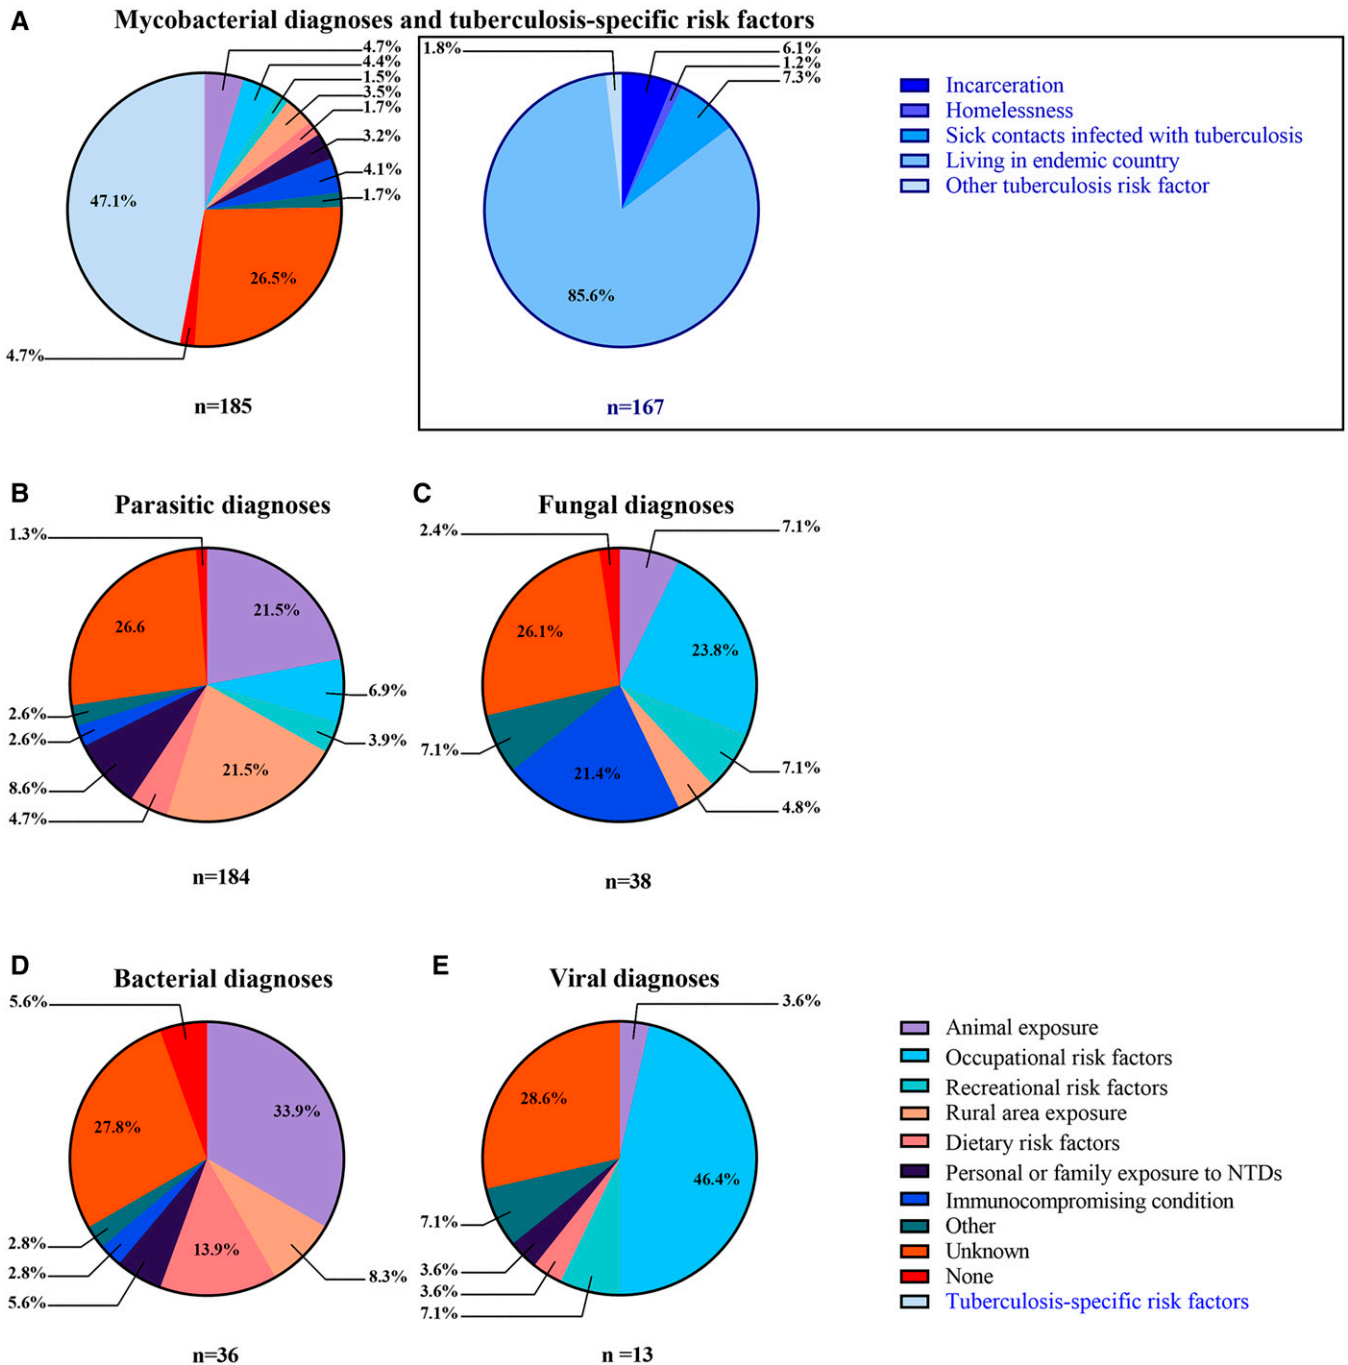 A
Mycobacterial diagnoses and tuberculosis-specific risk factors
4.7%
4.4%
1.5%
3.5%
1.7%
3.2%
4.1%
1.7%
47.1%
26.5%
4.7%
n=185
1.8%
6.1%
1.2%
7.3%
85.6%
n=167
Incarceration
Homelessness
Sick contacts infected with tuberculosis
Living in endemic country
Other tuberculosis risk factor
B
Parasitic diagnoses
1.3%
21.5%
26.6
6.9%
2.6%
3.9%
2.6%
21.5%
8.6%
4.7%
n=184
C
Fungal diagnoses
2.4%
7.1%
26.1%
23.8%
7.1%
21.4%
7.1%
4.8%
n=38
D
Bacterial diagnoses
5.6%
33.9%
27.8%
13.9%
2.8%
2.8%
8.3%
5.6%
n=36
E
Viral diagnoses
3.6%
28.6%
46.4%
7.1%
3.6%
3.6%
7.1%
n =13
Animal exposure
Occupational risk factors
Recreational risk factors
Rural area exposure
Dietary risk factors
Personal or family exposure to NTDs
Immunocompromising condition
Other
Unknown
None
Tuberculosis-specific risk factors